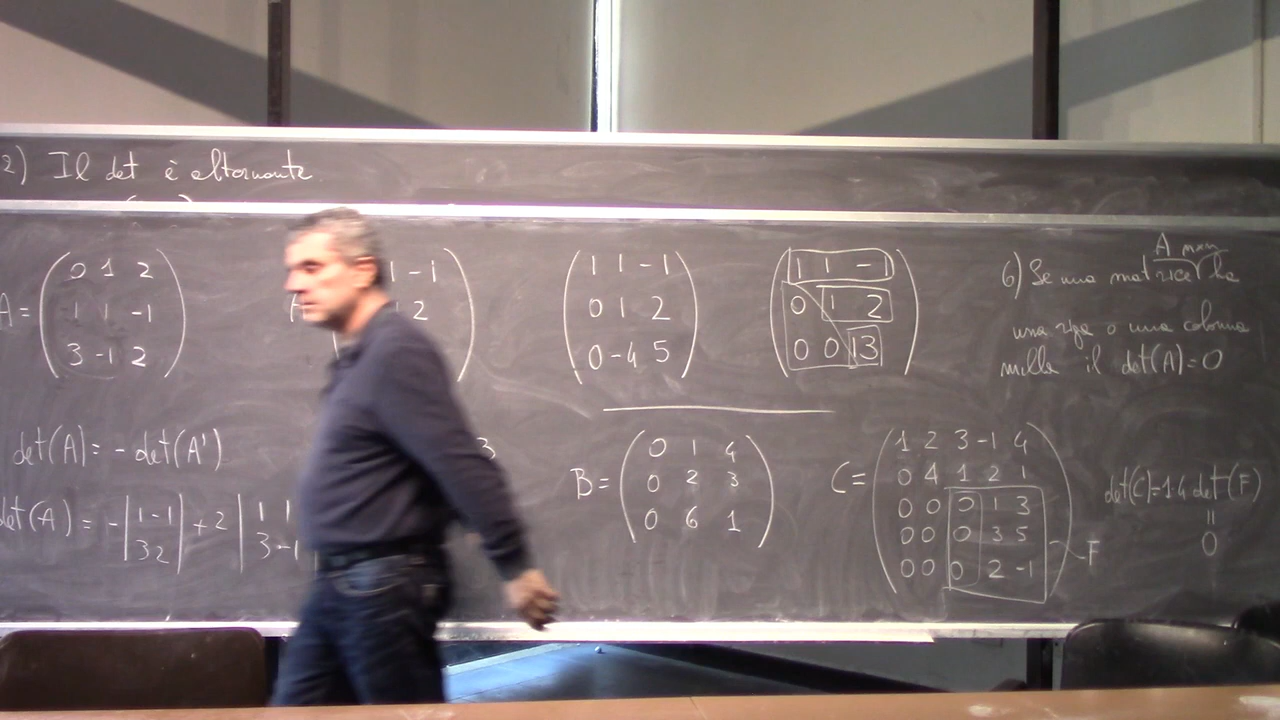 2) Il det è alternante.
A = ( 0 1 2
1 1 -1
3 -1 2 )
A
1 -1
1 2
( 1 1 -1
0 1 2
0 -4 5 )
( 1 1 -1
0 1 2
0 0 13 )
6) Se una matrice A n×n ha
una riga o una colonna
nulla il det(A)=0
det(A) = - det(A')
det(A) = - | 1 -1
3 2 | + 2 | 1 1
3 -1
3
B = ( 0 1 4
0 2 3
0 6 1 )
C = ( 1 2 3 -1 4
0 4 1 2 1
0 0 0 1 3
0 0 0 3 5
0 0 0 2 -1 )
F
det(C)=1·4 det(F)
=
0